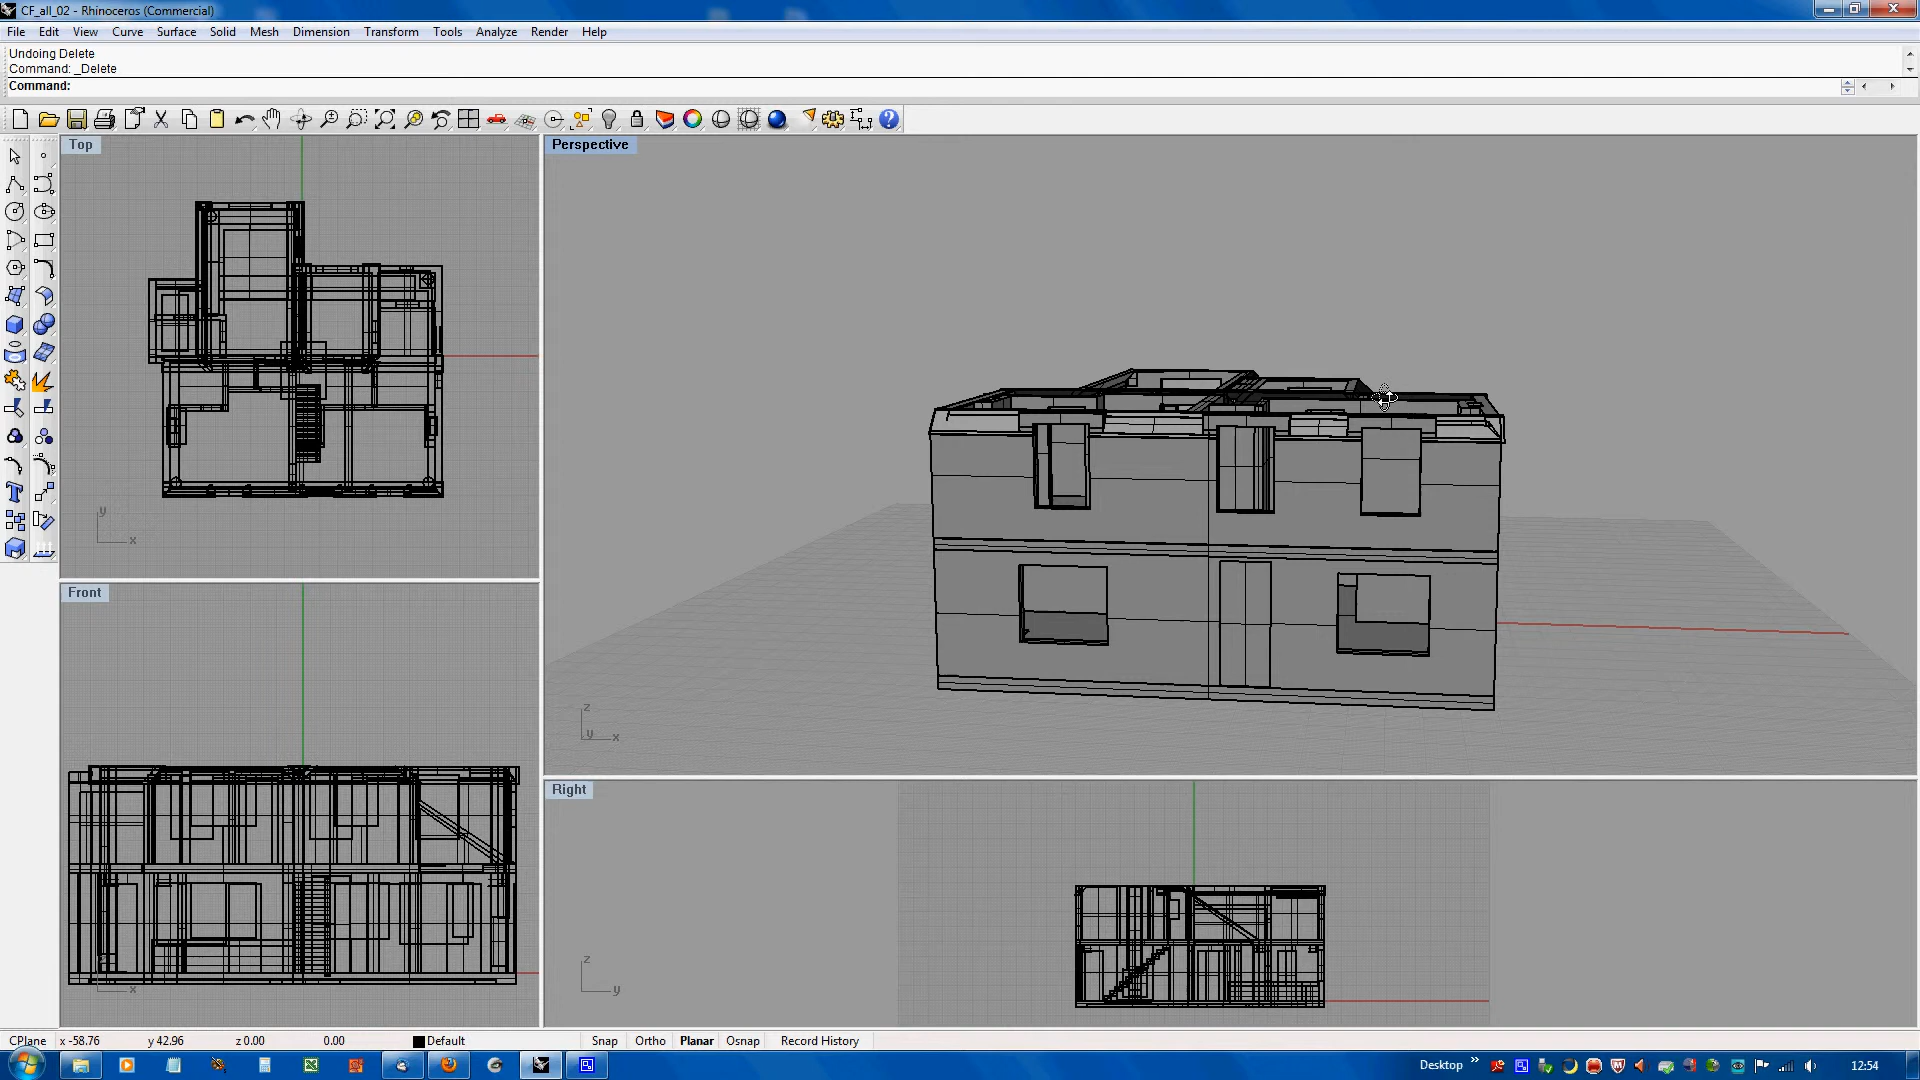 CF_all_02 - Rhinoceros (Commercial)
File Edit View Curve Surface Solid Mesh Dimension Transform Tools Analyze Render Help
Undoing Delete
Command: _Delete
Command:
Top
Perspective
y
x
Front
z
y
x
Right
x
z
y
CPlane x -58.76 y 42.96 z 0.00 0.00 Default Snap Ortho Planar Osnap Record History
Desktop » 12:54